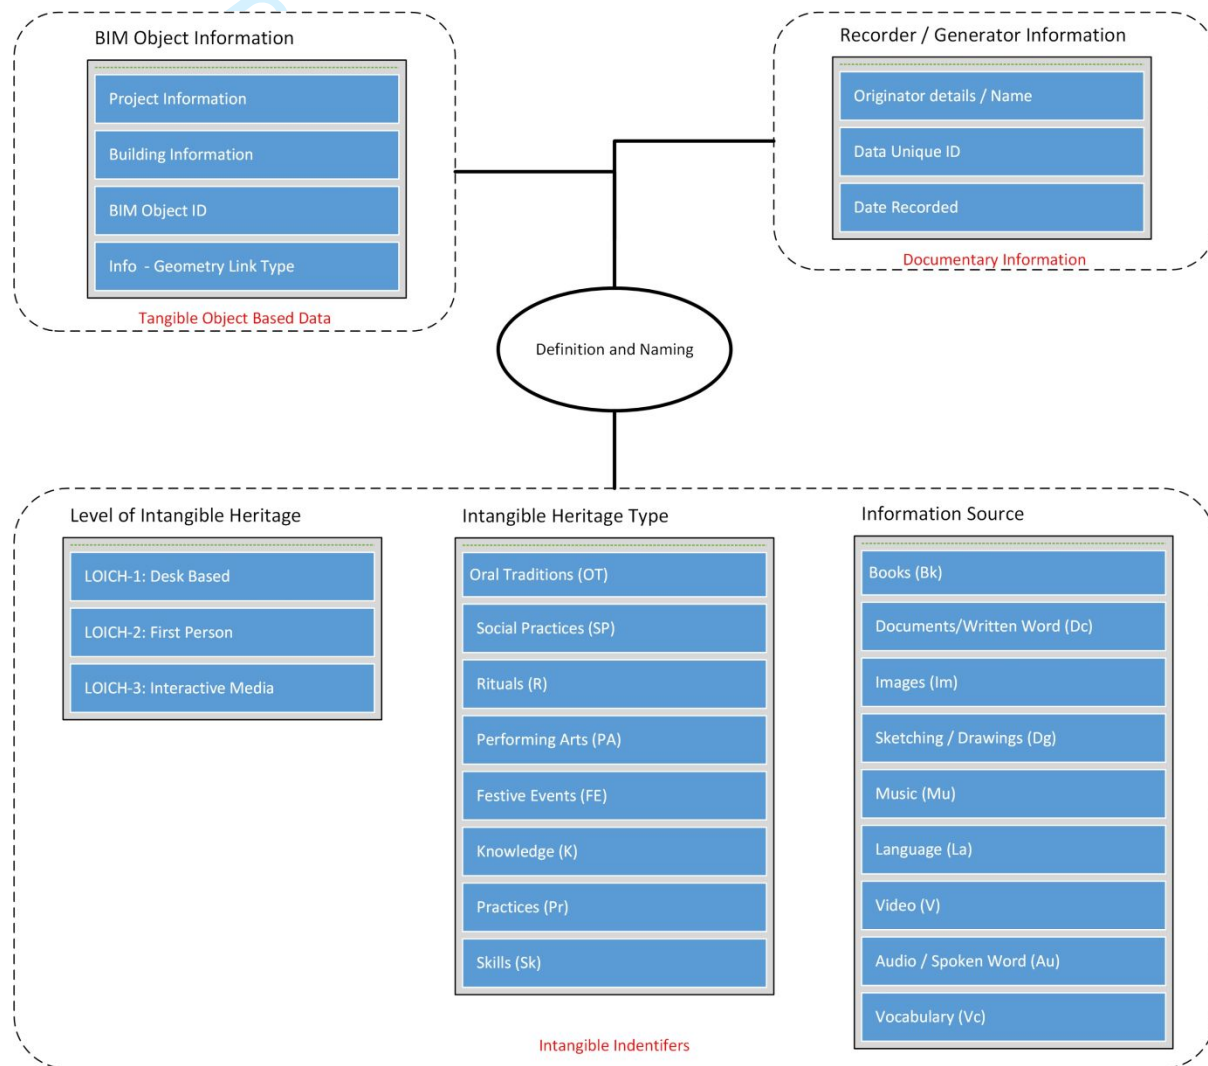 BIM Object Information
Project Information
Building Information
BIM Object ID
Info - Geometry Link Type
Tangible Object Based Data
Recorder / Generator Information
Originator details / Name
Data Unique ID
Date Recorded
Documentary Information
Definition and Naming
Level of Intangible Heritage
LOICH-1: Desk Based
LOICH-2: First Person
LOICH-3: Interactive Media
Intangible Heritage Type
Oral Traditions (OT)
Social Practices (SP)
Rituals (R)
Performing Arts (PA)
Festive Events (FE)
Knowledge (K)
Practices (Pr)
Skills (Sk)
Information Source
Books (Bk)
Documents/Written Word (Dc)
Images (Im)
Sketching / Drawings (Dg)
Music (Mu)
Language (La)
Video (V)
Audio / Spoken Word (Au)
Vocabulary (Vc)
Intangible Indentifers